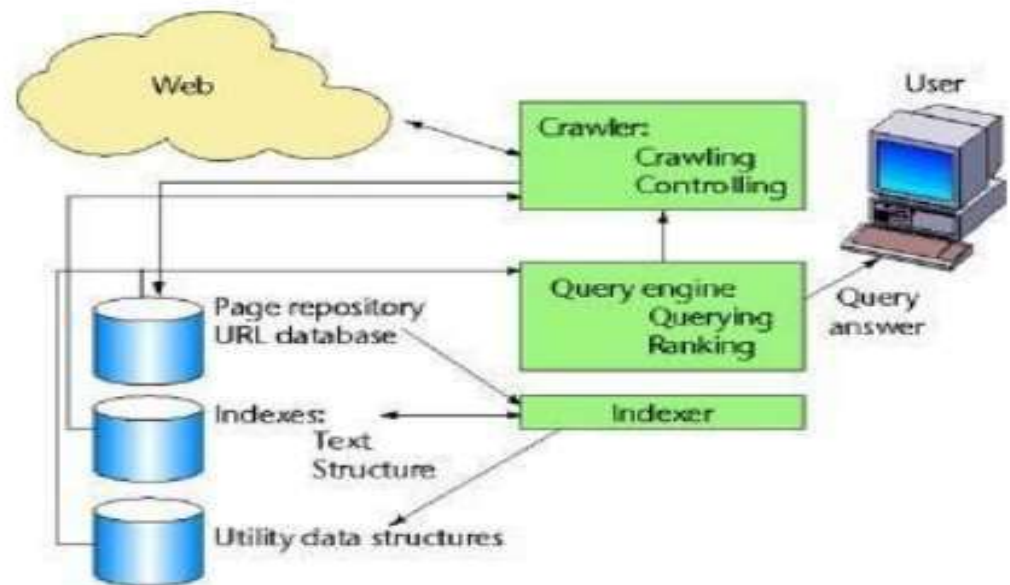 Web
User
Crawler:
Crawling
Controlling
Query engine
Querying
Ranking
Query
answer
Page repository
URL database
Indexes:
Text
Structure
Indexer
Utility data structures